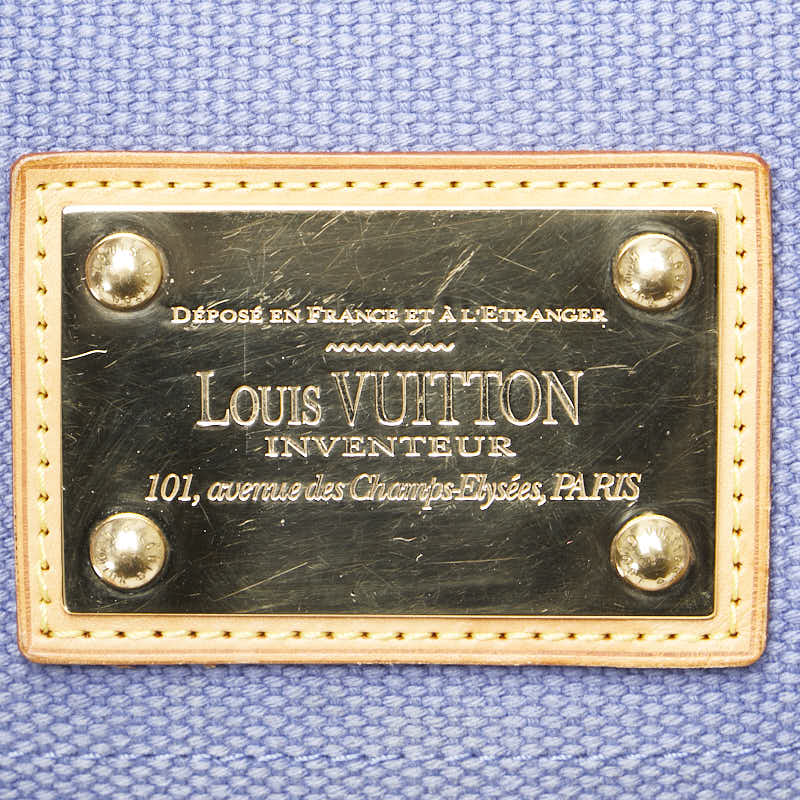 DÉPOSÉ EN FRANCE ET À L'ETRANGER
LOUIS VUITTON
INVENTEUR
101, avenue des Champs-Elysées, PARIS